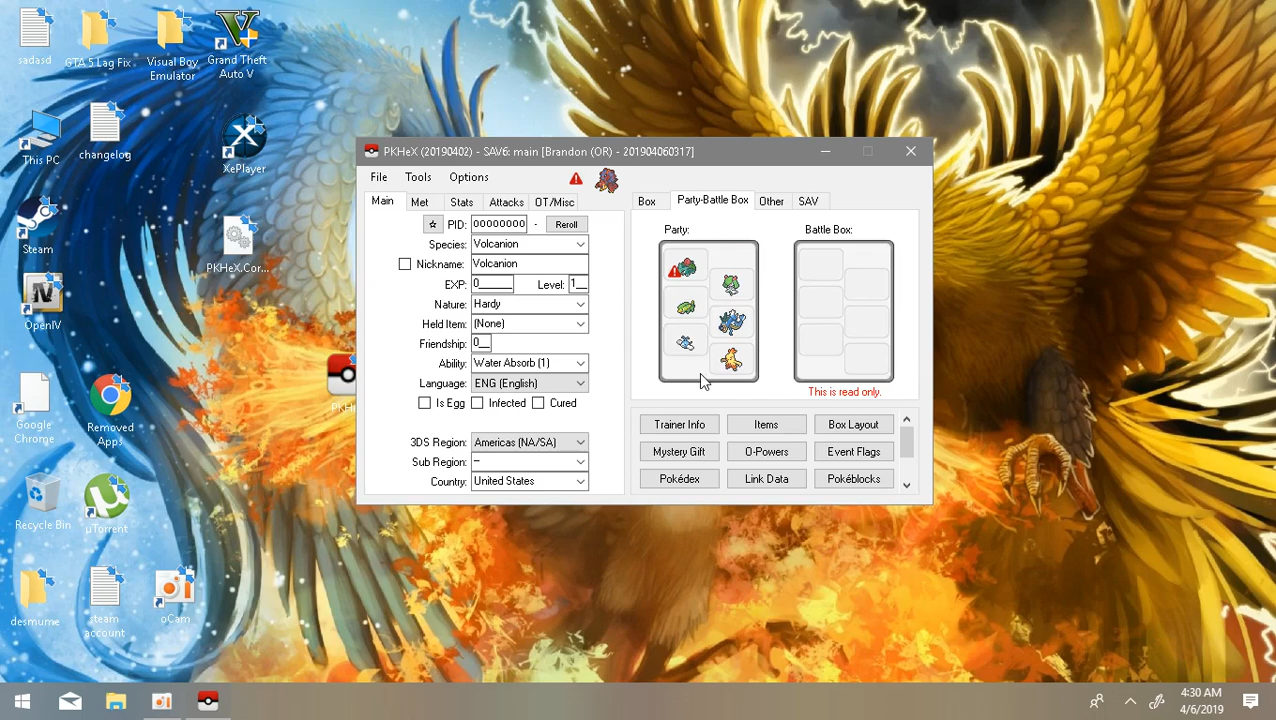 sadasd
GTA 5 Lag Fix
Visual Boy
Emulator
Grand Theft
Auto V
This PC
changelog
XePlayer
Steam
PKHeX.Cor...
OpenIV
Google
Chrome
Removed
Apps
Recycle Bin
µTorrent
desmume
steam
account
oCam
PKHeX (20190402) - SAV6: main [Brandon (OR) - 201904060317]
File Tools Options
Main Met Stats Attacks OT/Misc
PID: 00000000 - Reroll
Species: Volcanion
Nickname: Volcanion
EXP: 0_____ Level: 1__
Nature: Hardy
Held Item: (None)
Friendship: 0__
Ability: Water Absorb (1)
Language: ENG (English)
Is Egg Infected Cured
3DS Region: Americas (NA/SA)
Sub Region: —
Country: United States
Box Party-Battle Box Other SAV
Party: Battle Box:
This is read only.
Trainer Info Items Box Layout
Mystery Gift O-Powers Event Flags
Pokédex Link Data Pokéblocks
4:30 AM
4/6/2019